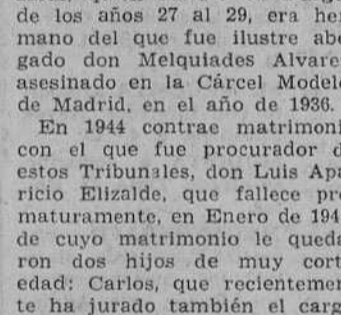 de los años 27 al 29, era her
mano del que fue ilustre abo
gado don Melquiades Alvare
asesinado en la Cárcel Model
de Madrid, en el año de 1936.
En 1944 contrae matrimoni
con el que fue procurador d
estos Tribunales, don Luis Apa
ricio Elizalde, que fallece pre
maturamente, en Enero de 194
de cuyo matrimonio le queda
ron dos hijos de muy cort
edad: Carlos, que recientemen
te ha jurado también el carg